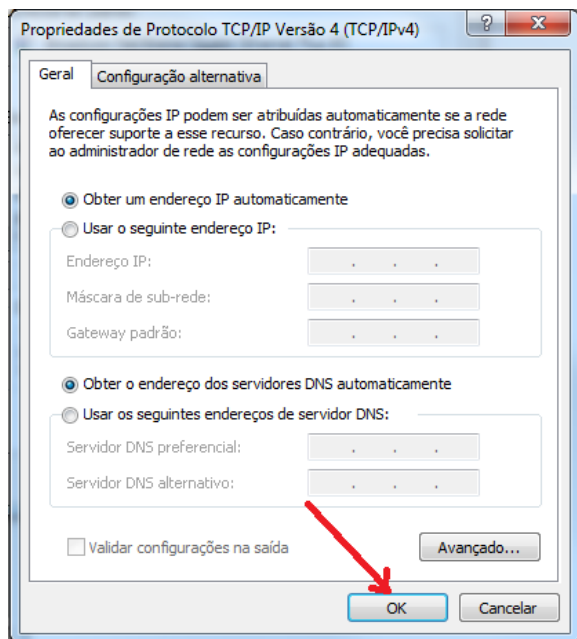 Propriedades de Protocolo TCP/IP Versão 4 (TCP/IPv4)
Geral
Configuração alternativa
As configurações IP podem ser atribuídas automaticamente se a rede
oferecer suporte a esse recurso. Caso contrário, você precisa solicitar
ao administrador de rede as configurações IP adequadas.
Obter um endereço IP automaticamente
Usar o seguinte endereço IP:
Endereço IP:
Máscara de sub-rede:
Gateway padrão:
Obter o endereço dos servidores DNS automaticamente
Usar os seguintes endereços de servidor DNS:
Servidor DNS preferencial:
Servidor DNS alternativo:
Validar configurações na saída
Avançado...
OK
Cancelar